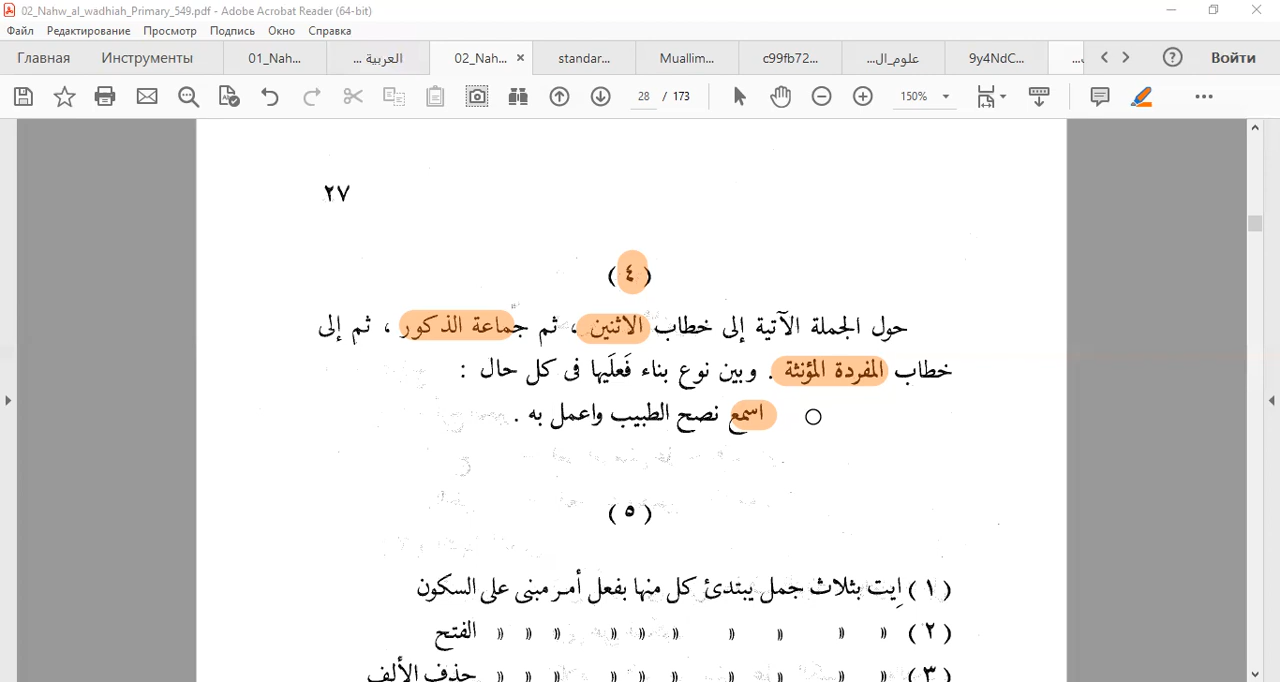 02_Nahw_al_wadhiah_Primary_549.pdf - Adobe Acrobat Reader (64-bit)
Файл Редактирование Просмотр Подпись Окно Справка
Главная Инструменты 01_Nah... العربية ... 02_Nah... × standar... Muallim... c99fb72... علوم_ال... 9y4NdC... Войти
28 / 173 150%
٢٧
( ٤ )
حول الجملة الآتية إلى خطاب الاثنين ، ثم جماعة الذكور ، ثم إلى
خطاب المفردة المؤنثة . وبين نوع بناء فَعلَيها فى كل حال :
اسمع نصح الطبيب واعمل به .
( ٥ )
( ١ ) اِيت بثلاث جمل يبتدئ كل منها بفعل أمر مبنى على السكون
( ٢ ) » » » » » » » » » » الفتح
( ٣ ) » » » » » » » » » » حذف الألف